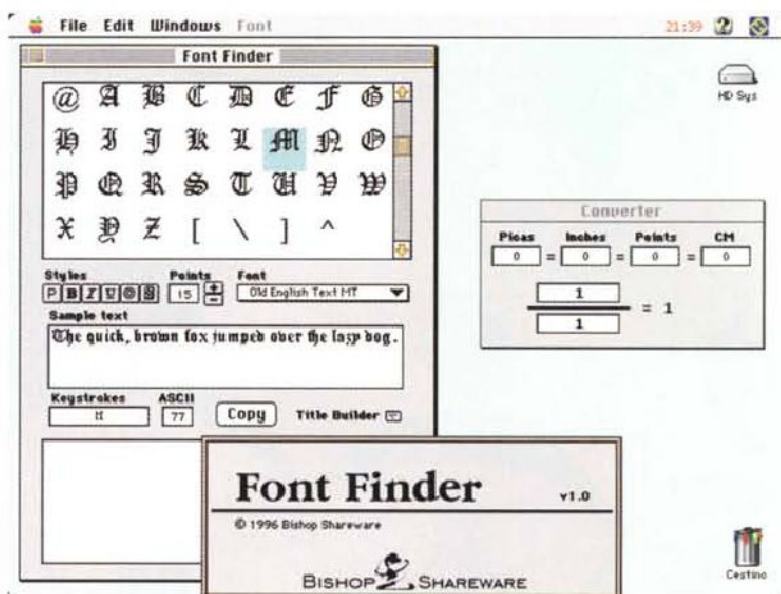 File Edit Windows Font 21:39
Font Finder
@ A B C D E F G
H I J K L M N O
P Q R S T U V W
X Y Z [ \ ] ^
Styles Points Font
P B I U O S 15 + - Old English Text MT
Sample text
The quick, brown fox jumped over the lazy dog.
Keystrokes ASCII
M 77 Copy Title Builder
HD Sys
Converter
Picas Inches Points CM
0 = 0 = 0 = 0
1
1 = 1
Font Finder v1.0
© 1996 Bishop Shareware
BISHOP SHAREWARE
Cestino